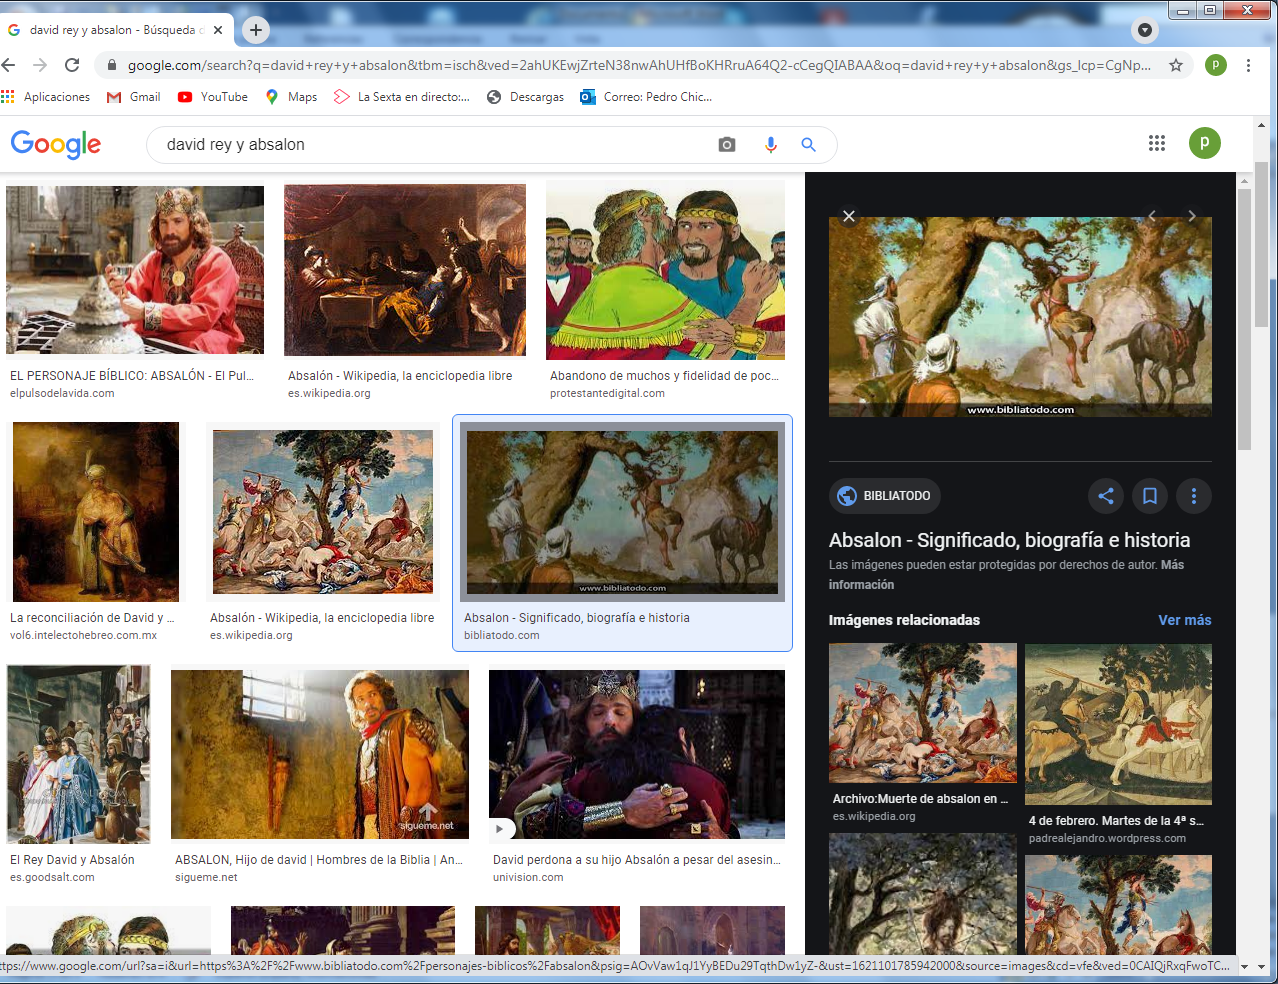 david rey y absalon - Búsqueda d
google.com/search?q=david+rey+y+absalon&tbm=isch&ved=2ahUKEwjZrteN38nwAhUHfBoKHRruA64Q2-cCegQIABAA&oq=david+rey+y+absalon&gs_lcp=CgNp...
P
Aplicaciones
Gmail
YouTube
Maps
La Sexta en directo:...
Descargas
Correo: Pedro Chic...
Google
david rey y absalon
p
EL PERSONAJE BÍBLICO: ABSALÓN - El Pul...
elpulsodelavida.com
Absalón - Wikipedia, la enciclopedia libre
es.wikipedia.org
Abandono de muchos y fidelidad de poc...
protestantedigital.com
La reconciliación de David y ...
vol6.intelectohebreo.com.mx
Absalón - Wikipedia, la enciclopedia libre
es.wikipedia.org
www.bibliatodo.com
Absalon - Significado, biografía e historia
bibliatodo.com
El Rey David y Absalón
es.goodsalt.com
sigueme.net
ABSALON, Hijo de david | Hombres de la Biblia | An...
sigueme.net
David perdona a su hijo Absalón a pesar del asesin...
univision.com
www.bibliatodo.com
BIBLIATODO
Absalon - Significado, biografía e historia
Las imágenes pueden estar protegidas por derechos de autor. Más
información
Imágenes relacionadas
Ver más
Archivo:Muerte de absalon en ...
es.wikipedia.org
4 de febrero. Martes de la 4ª s...
padrealejandro.wordpress.com
ttps://www.google.com/url?sa=i&url=https%3A%2F%2Fwww.bibliatodo.com%2Fpersonajes-biblicos%2Fabsalon&psig=AOvVaw1qJ1YyBEDu29TqthDw1yZ-&ust=1621101785942000&source=images&cd=vfe&ved=0CAIQjRxqFwoTC...